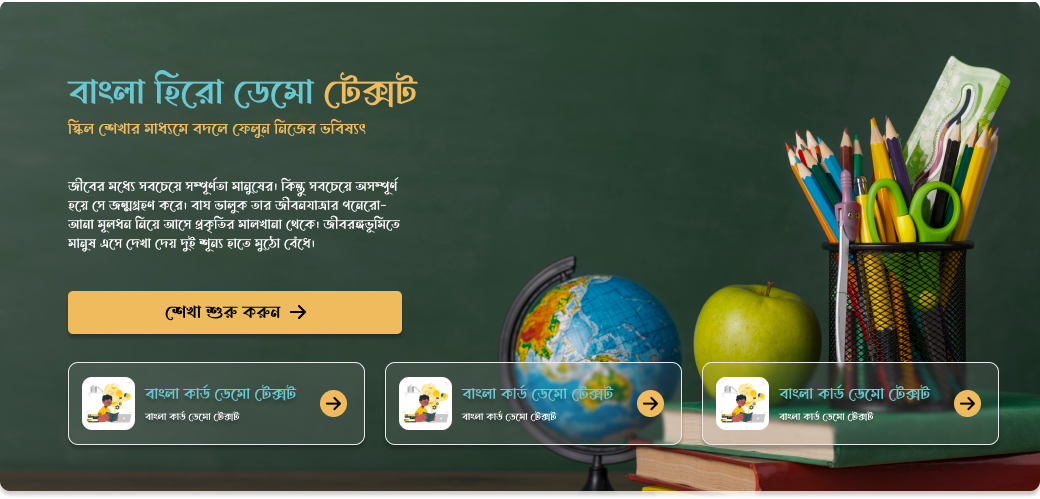 বাংলা হিরো ডেমো টেক্সট
স্কিল শেখার মাধ্যমে বদলে ফেলুন নিজের ভবিষ্যৎ
জীবের মধ্যে সবচেয়ে সম্পূর্ণতা মানুষের। কিন্তু সবচেয়ে অসম্পূর্ণ
হয়ে সে জন্মগ্রহণ করে। বাঘ ভালুক তার জীবনযাত্রার পনেরো-
আনা মূলধন নিয়ে আসে প্রকৃতির মালখানা থেকে। জীবরঙ্গভূমিতে
মানুষ এসে দেখা দেয় দুই শূন্য হাতে মুঠো বেঁধে।
শেখা শুরু করুন
বাংলা কার্ড ডেমো টেক্সট
বাংলা কার্ড ডেমো টেক্সট
বাংলা কার্ড ডেমো টেক্সট
বাংলা কার্ড ডেমো টেক্সট
বাংলা কার্ড ডেমো টেক্সট
বাংলা কার্ড ডেমো টেক্সট